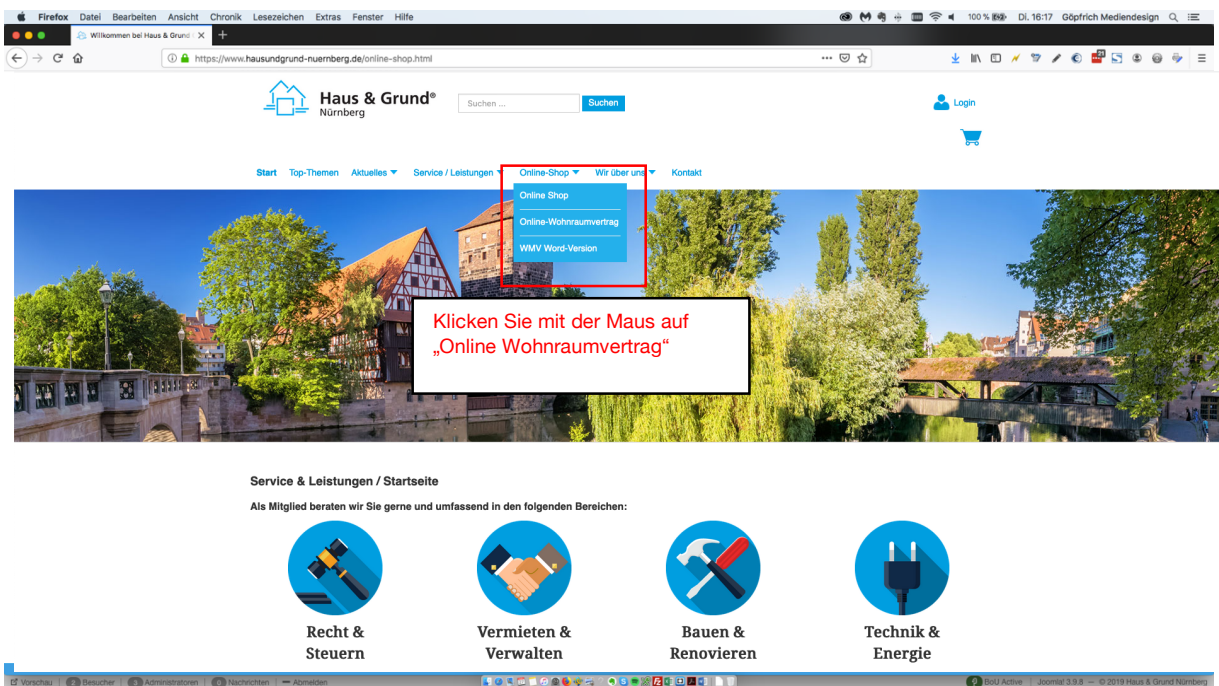 Firefox Datei Bearbeiten Ansicht Chronik Lesezeichen Extras Fenster Hilfe
100 % Di. 16:17 Göpfrich Mediendesign
Willkommen bei Haus & Grund
https://www.hausundgrund-nuernberg.de/online-shop.html
Haus & Grund®
Nürnberg
Suchen ...
Suchen
Login
Start Top-Themen Aktuelles Service / Leistungen Online-Shop Wir über uns Kontakt
Online Shop
Online-Wohnraumvertrag
WMV Word-Version
Klicken Sie mit der Maus auf
„Online Wohnraumvertrag“
Service & Leistungen / Startseite
Als Mitglied beraten wir Sie gerne und umfassend in den folgenden Bereichen:
Recht &
Steuern
Vermieten &
Verwalten
Bauen &
Renovieren
Technik &
Energie
Vorschau 2 Besucher 3 Administratoren 0 Nachrichten Abmelden
BoU Active Joomla! 3.9.8 — © 2019 Haus & Grund Nürnberg